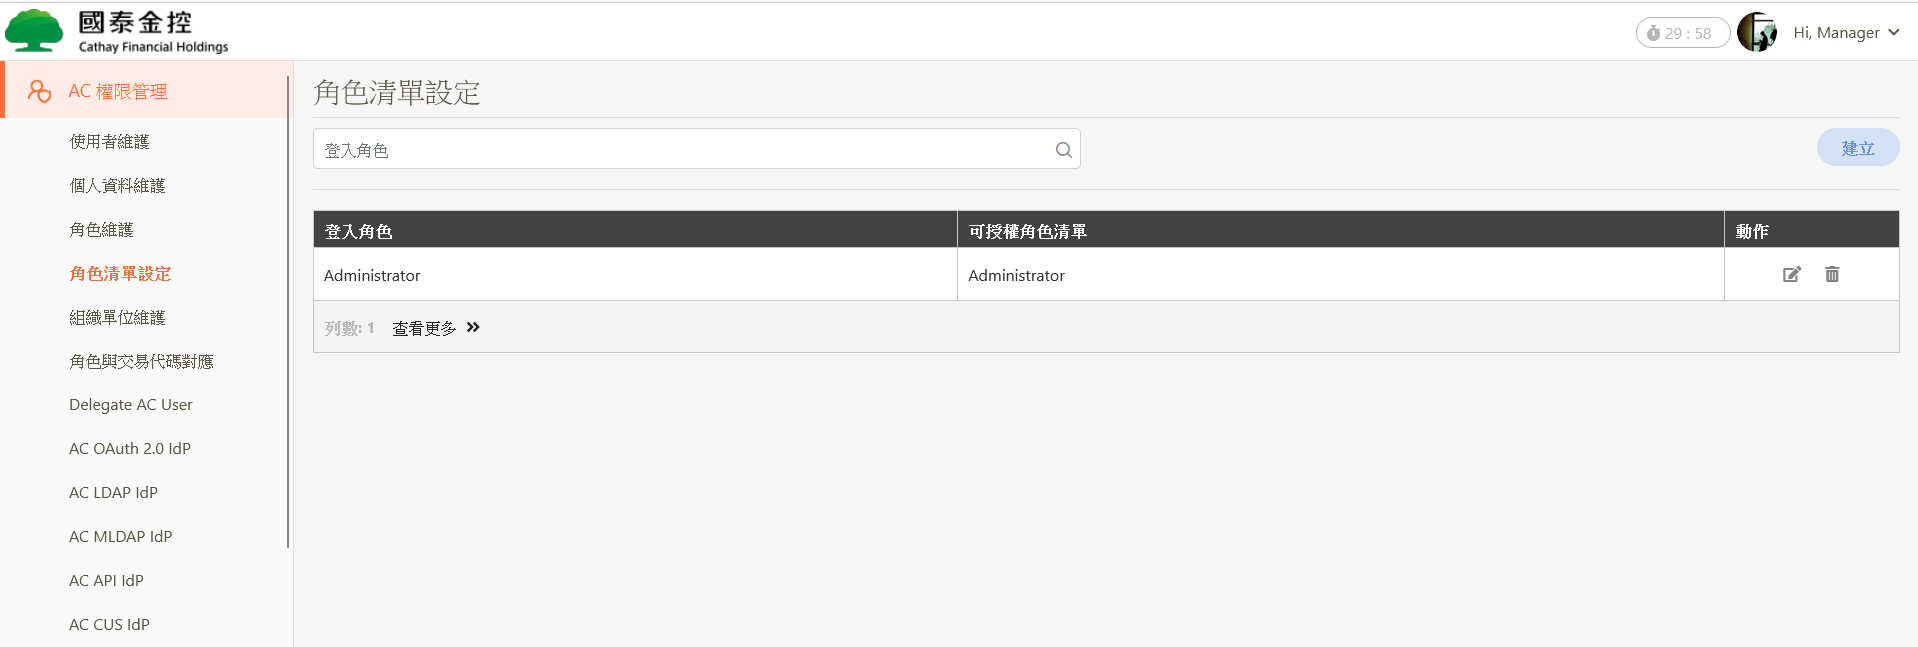 國泰金控
Cathay Financial Holdings
29 : 58
Hi, Manager
AC 權限管理
使用者維護
個人資料維護
角色維護
角色清單設定
組織單位維護
角色與交易代碼對應
Delegate AC User
AC OAuth 2.0 IdP
AC LDAP IdP
AC MLDAP IdP
AC API IdP
AC CUS IdP
角色清單設定
登入角色
建立
登入角色 可授權角色清單 動作
Administrator Administrator
列數: 1 查看更多